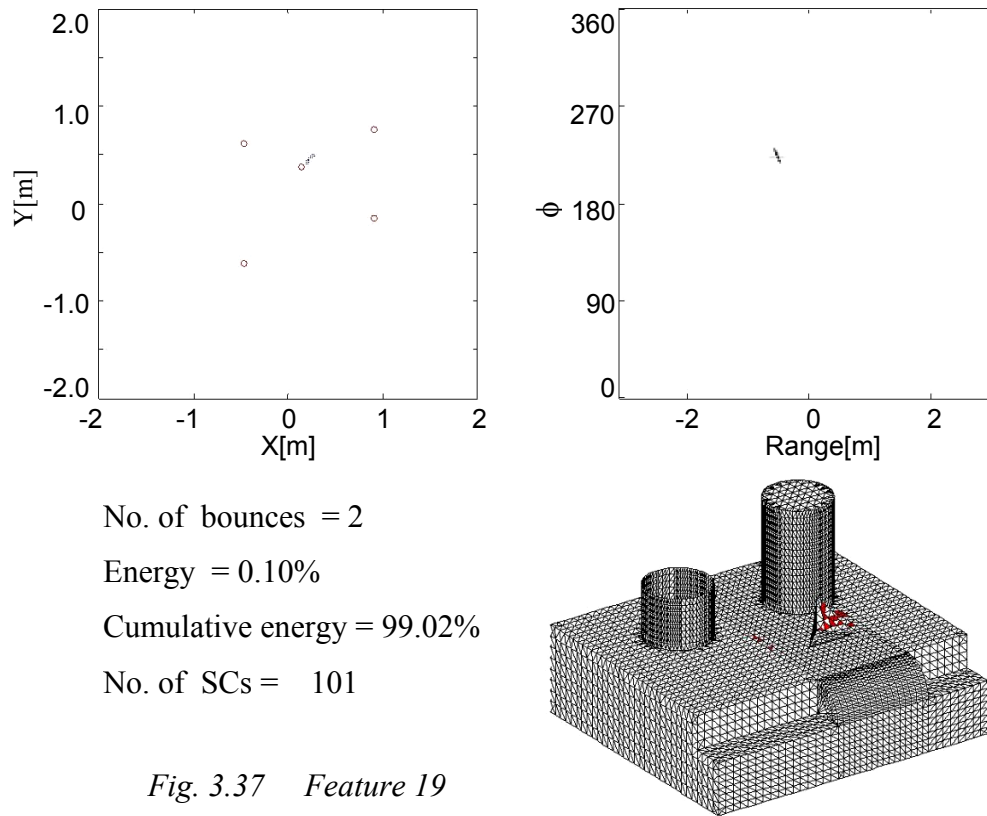 2.0
1.0
0
-1.0
-2.0
Y[m]
-2
-1
0
1
2
X[m]
360
270
180
90
0
ϕ
-2
0
2
Range[m]
No. of bounces = 2
Energy = 0.10%
Cumulative energy = 99.02%
No. of SCs = 101
Fig. 3.37 Feature 19